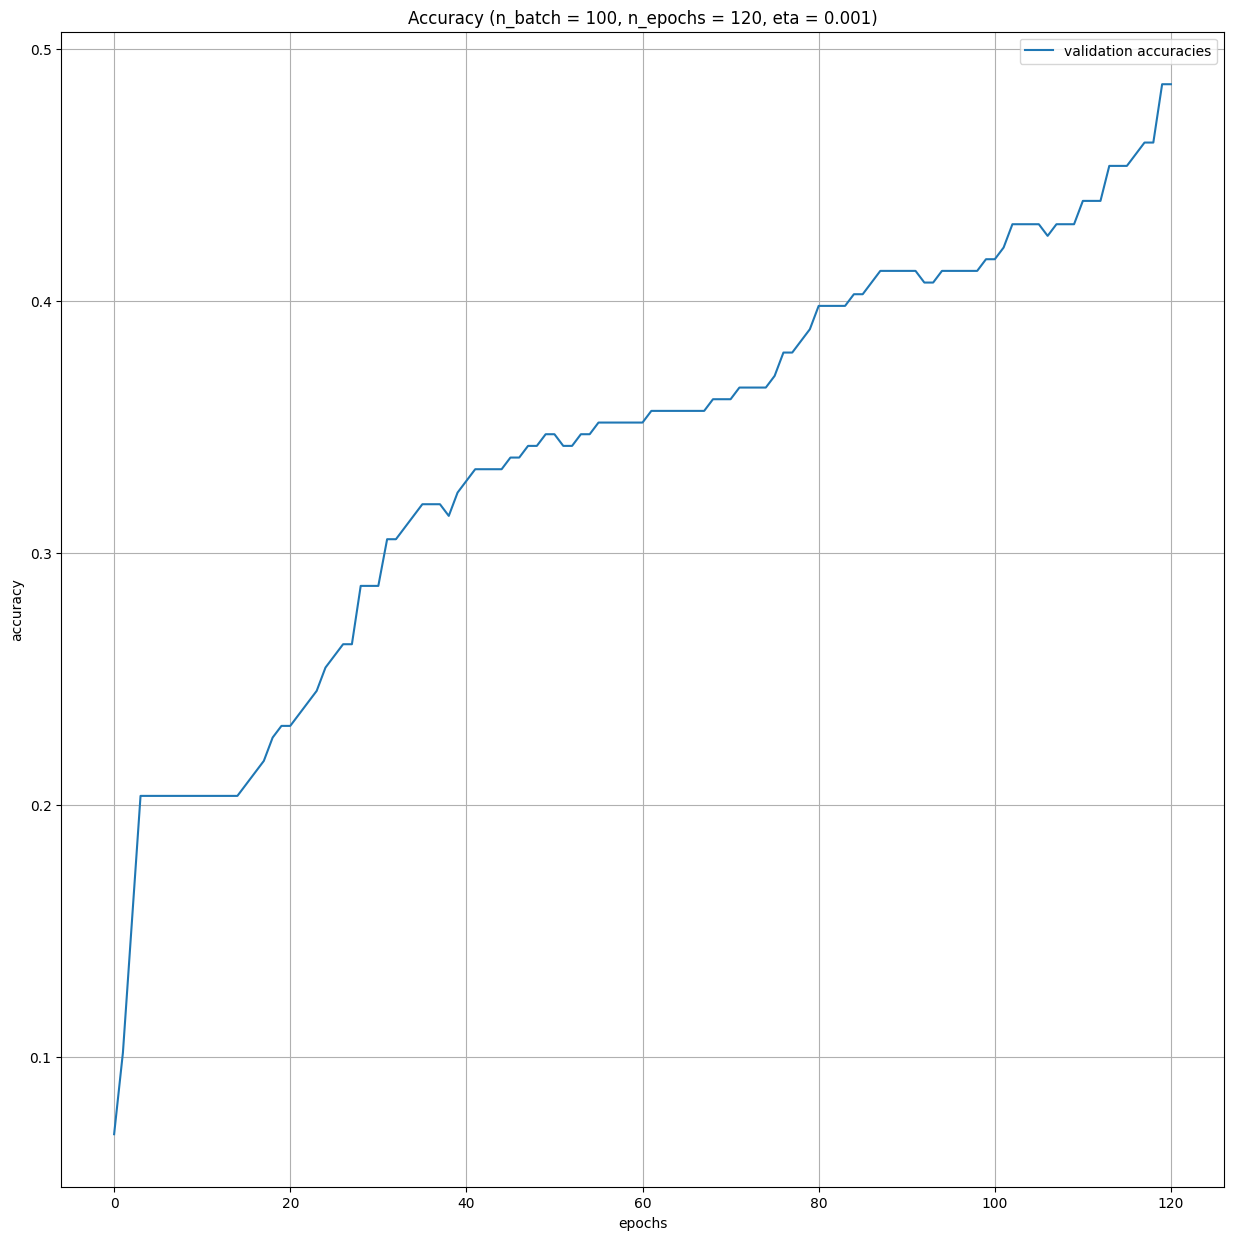 Accuracy (n_batch = 100, n_epochs = 120, eta = 0.001)
validation accuracies
0.5
0.4
0.3
0.2
0.1
accuracy
0 20 40 60 80 100 120
epochs